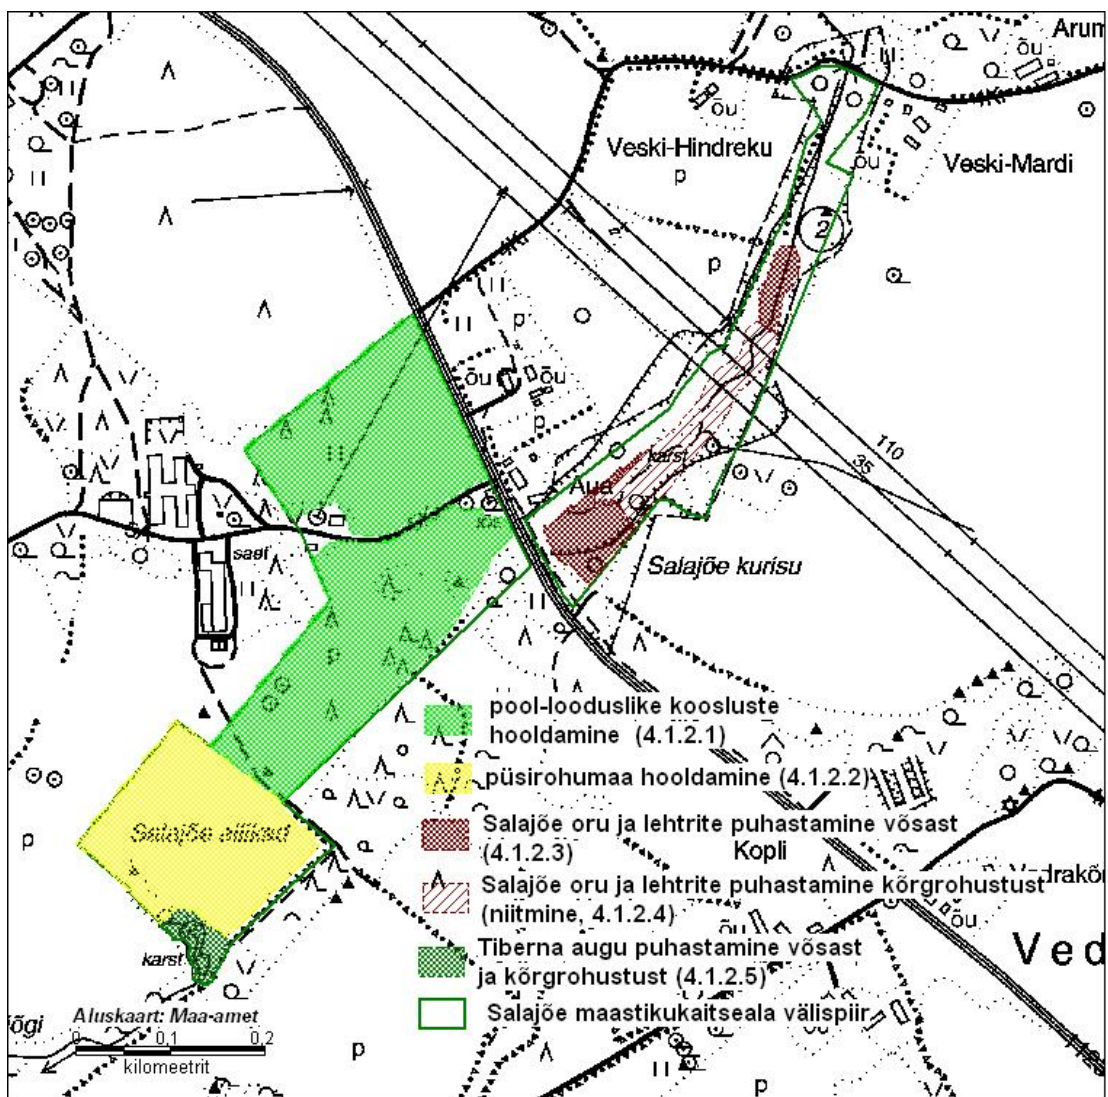 Arum
õu
õu
Veski-Hindreku
p
õu
Veski-Mardi
2
p
p
õu
õu
p
110
35
karst
Aua
Salajõe kurisu
pool-looduslike koosluste
hooldamine (4.1.2.1)
püsirohumaa hooldamine (4.1.2.2)
Salajõe oru ja lehtrite puhastamine võsast
(4.1.2.3)
Kopli
Salajõe allikad
p
Salajõe oru ja lehtrite puhastamine kõrgrohustust
(niitmine, 4.1.2.4)
õu
õu
Ved
Tiberna augu puhastamine võsast
ja kõrgrohustust (4.1.2.5)
karst
Salajõe maastikukaitseala välispiir
Aluskaart: Maa-amet
õgi
0 0,1 0,2
kilomeetrit
p
p